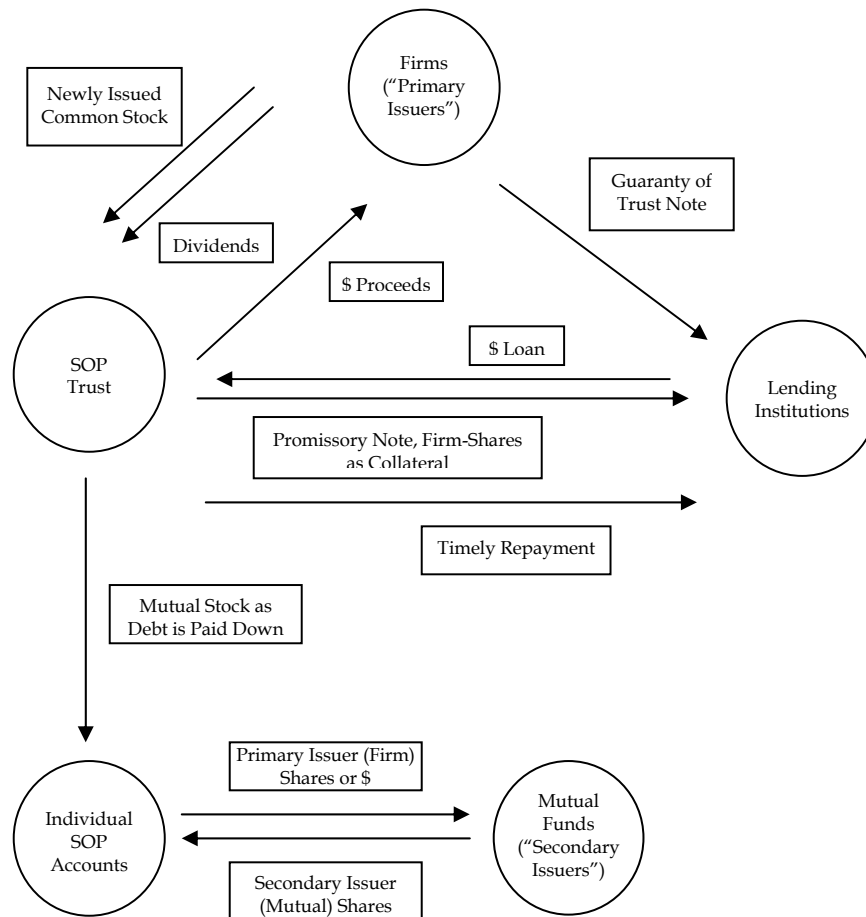 Firms
(“Primary
Issuers”)
Newly Issued
Common Stock
Guaranty of
Trust Note
Dividends
$ Proceeds
$ Loan
SOP
Trust
Lending
Institutions
Promissory Note, Firm-Shares
as Collateral
Timely Repayment
Mutual Stock as
Debt is Paid Down
Primary Issuer (Firm)
Shares or $
Individual
SOP
Accounts
Mutual
Funds
(“Secondary
Issuers”)
Secondary Issuer
(Mutual) Shares